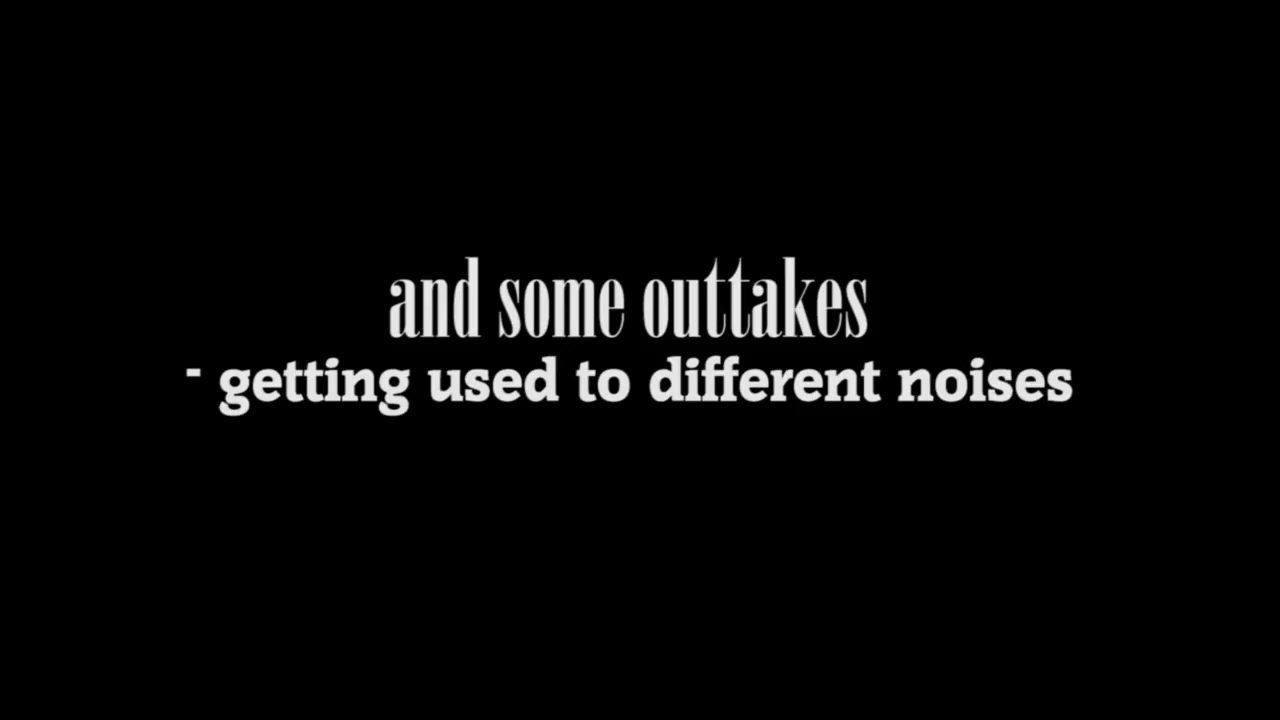 and some outtakes
- getting used to different noises